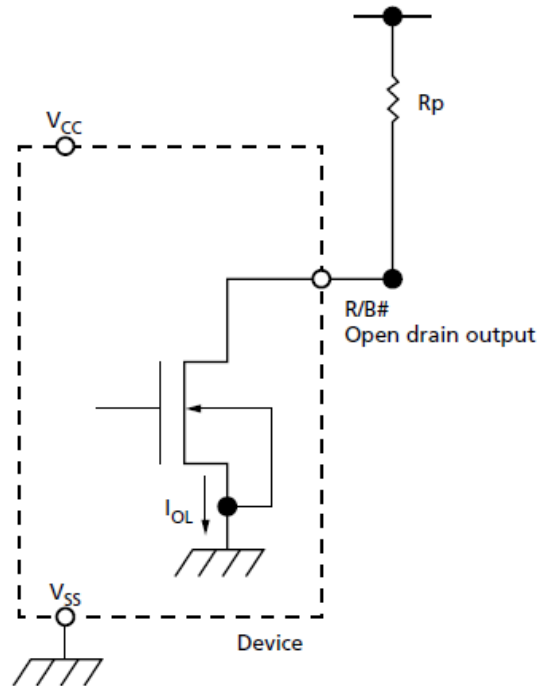 Rp
VCC
R/B#
Open drain output
IOL
VSS
Device